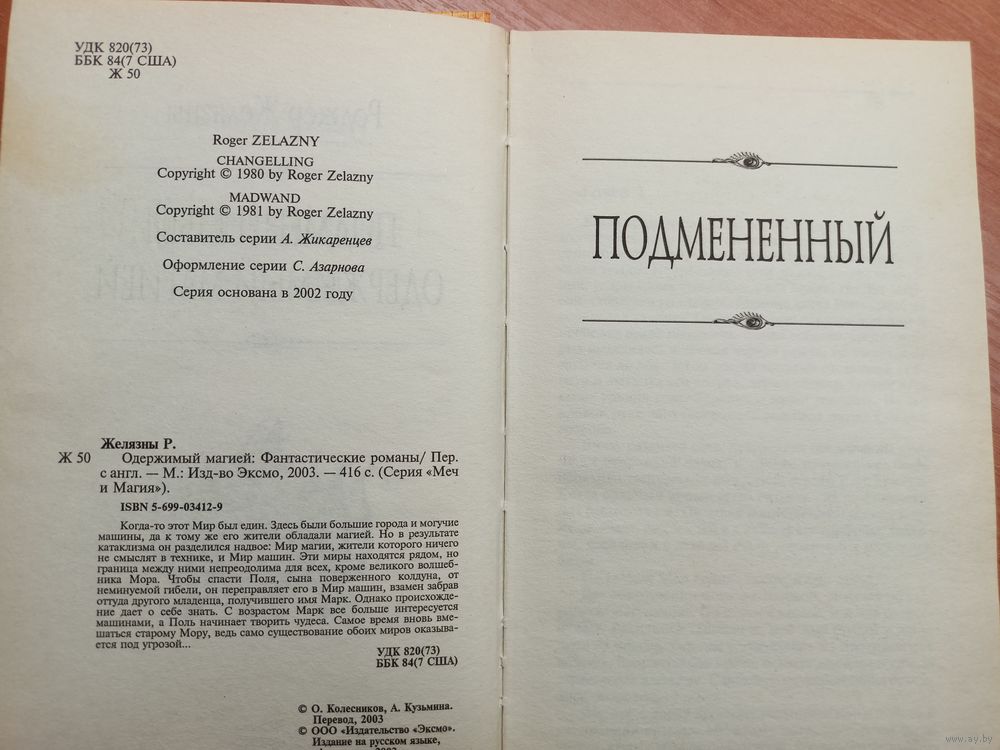 УДК 820(73)
ББК 84(7 США)
Ж 50
Roger ZELAZNY
CHANGELLING
Copyright © 1980 by Roger Zelazny
MADWAND
Copyright © 1981 by Roger Zelazny
Составитель серии А. Жикаренцев
Оформление серии С. Азарнова
Серия основана в 2002 году
Желязны Р.
Ж 50 Одержимый магией: Фантастические романы/ Пер.
с англ. — М.: Изд-во Эксмо, 2003. — 416 с. (Серия «Меч
и Магия»).
ISBN 5-699-03412-9
Когда-то этот Мир был един. Здесь были большие города и могучие
машины, да к тому же его жители обладали магией. Но в результате
катаклизма он разделился надвое: Мир магии, жители которого ничего
не смыслят в технике, и Мир машин. Эти миры находятся рядом, но
граница между ними непреодолима для всех, кроме великого волшеб-
ника Мора. Чтобы спасти Поля, сына поверженного колдуна, от
неминуемой гибели, он переправляет его в Мир машин, взамен забрав
оттуда другого младенца, получившего имя Марк. Однако происхожде-
ние дает о себе знать. С возрастом Марк все больше интересуется
машинами, а Поль начинает творить чудеса. Самое время вновь вме-
шаться старому Мору, ведь само существование обоих миров оказыва-
ется под угрозой...
УДК 820(73)
ББК 84(7 США)
© О. Колесников, А. Кузьмина.
Перевод, 2003
© ООО «Издательство «Эксмо».
Издание на русском языке,
ПОДМЕНЕННЫЙ
www.ay.by